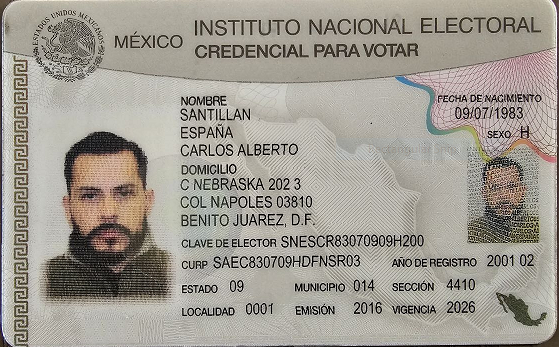 ESTADOS UNIDOS MEXICANOS
MÉXICO INSTITUTO NACIONAL ELECTORAL
CREDENCIAL PARA VOTAR
NOMBRE
SANTILLAN
ESPAÑA
CARLOS ALBERTO
FECHA DE NACIMIENTO
09/07/1983
SEXO H
DOMICILIO
C NEBRASKA 202 3
COL NAPOLES 03810
BENITO JUAREZ, D.F.
CLAVE DE ELECTOR SNESCR83070909H200
CURP SAEC830709HDFNSR03 AÑO DE REGISTRO 2001 02
ESTADO 09 MUNICIPIO 014 SECCIÓN 4410
LOCALIDAD 0001 EMISIÓN 2016 VIGENCIA 2026